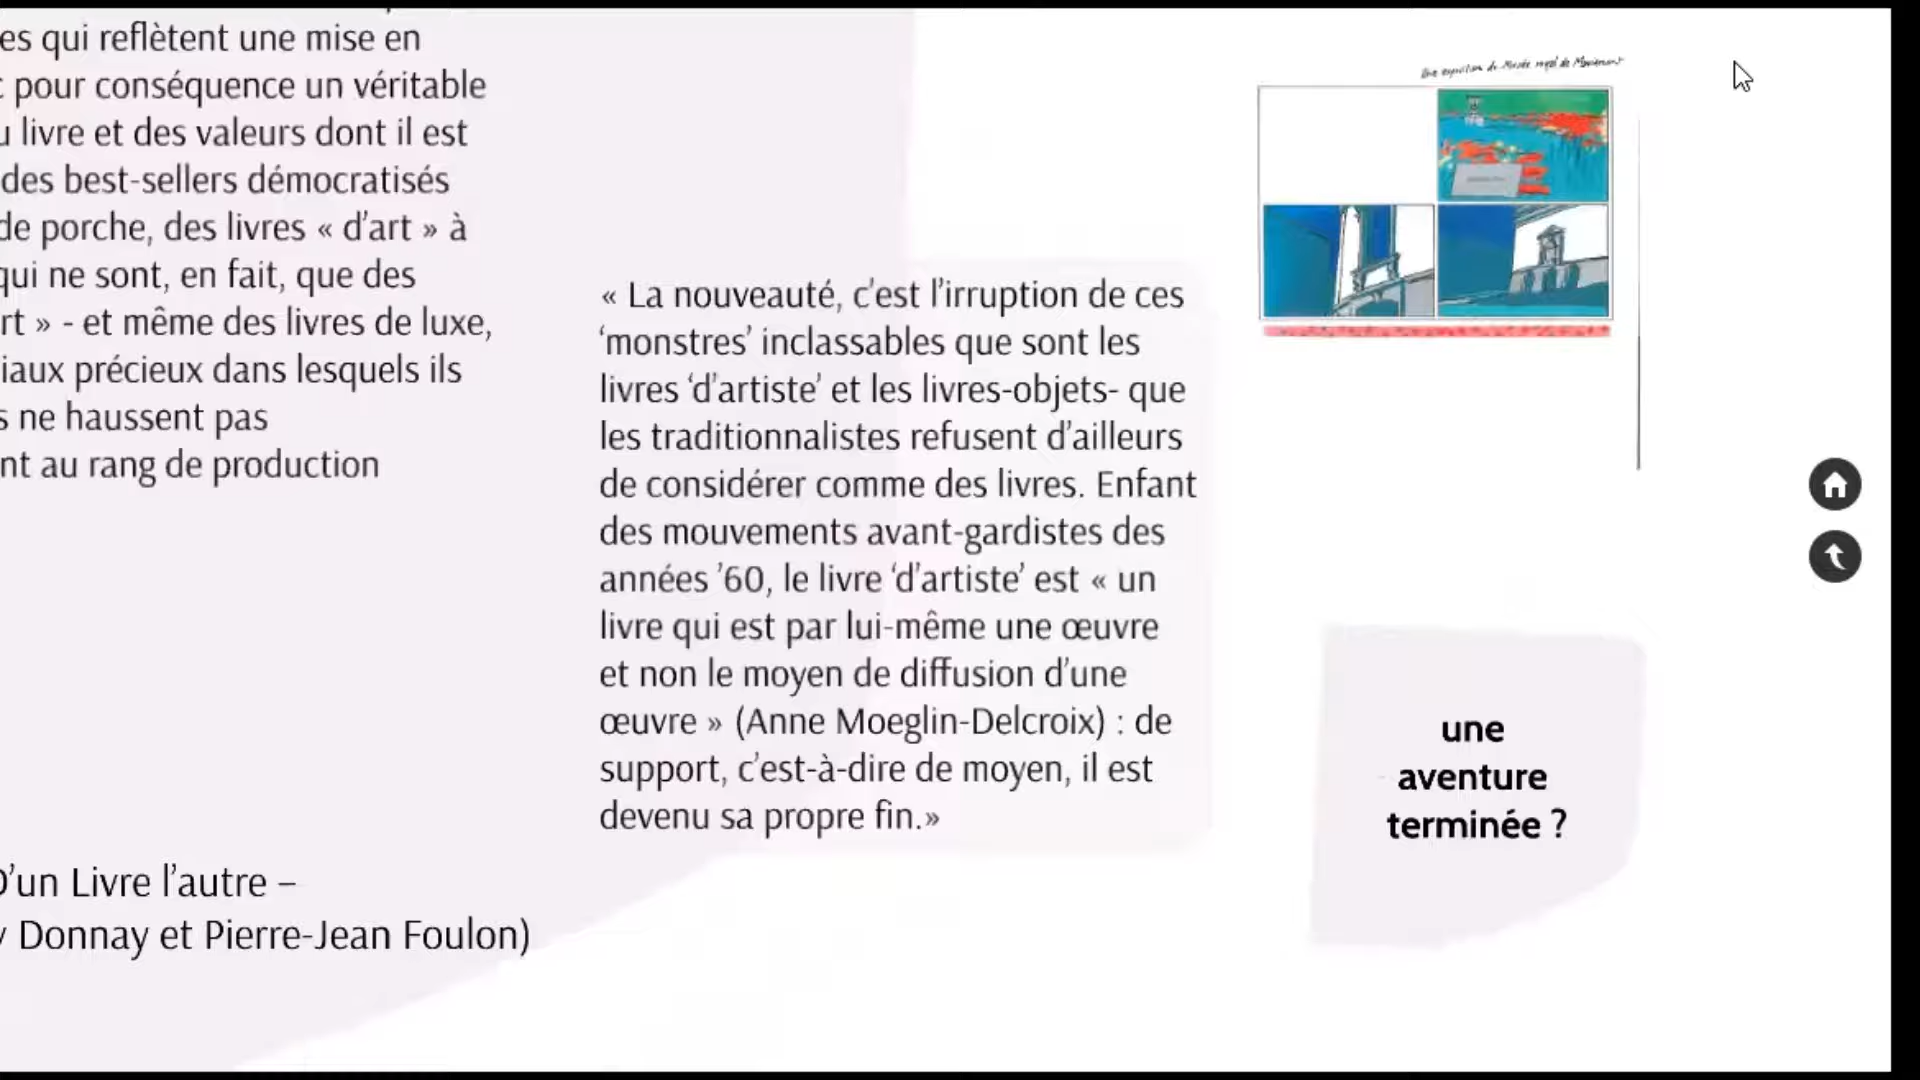 es qui reflètent une mise en
pour conséquence un véritable
livre et des valeurs dont il est
des best-sellers démocratisés
de porche, des livres « d’art » à
qui ne sont, en fait, que des
rt » - et même des livres de luxe,
iaux précieux dans lesquels ils
s ne haussent pas
nt au rang de production
D’un Livre l’autre –
Donnay et Pierre-Jean Foulon)
« La nouveauté, c’est l’irruption de ces
‘monstres’ inclassables que sont les
livres ‘d’artiste’ et les livres-objets- que
les traditionnalistes refusent d’ailleurs
de considérer comme des livres. Enfant
des mouvements avant-gardistes des
années ’60, le livre ‘d’artiste’ est « un
livre qui est par lui-même une œuvre
et non le moyen de diffusion d’une
œuvre » (Anne Moeglin-Delcroix) : de
support, c’est-à-dire de moyen, il est
devenu sa propre fin.»
Une exposition du Musée royal de Mariemont
une
aventure
terminée ?